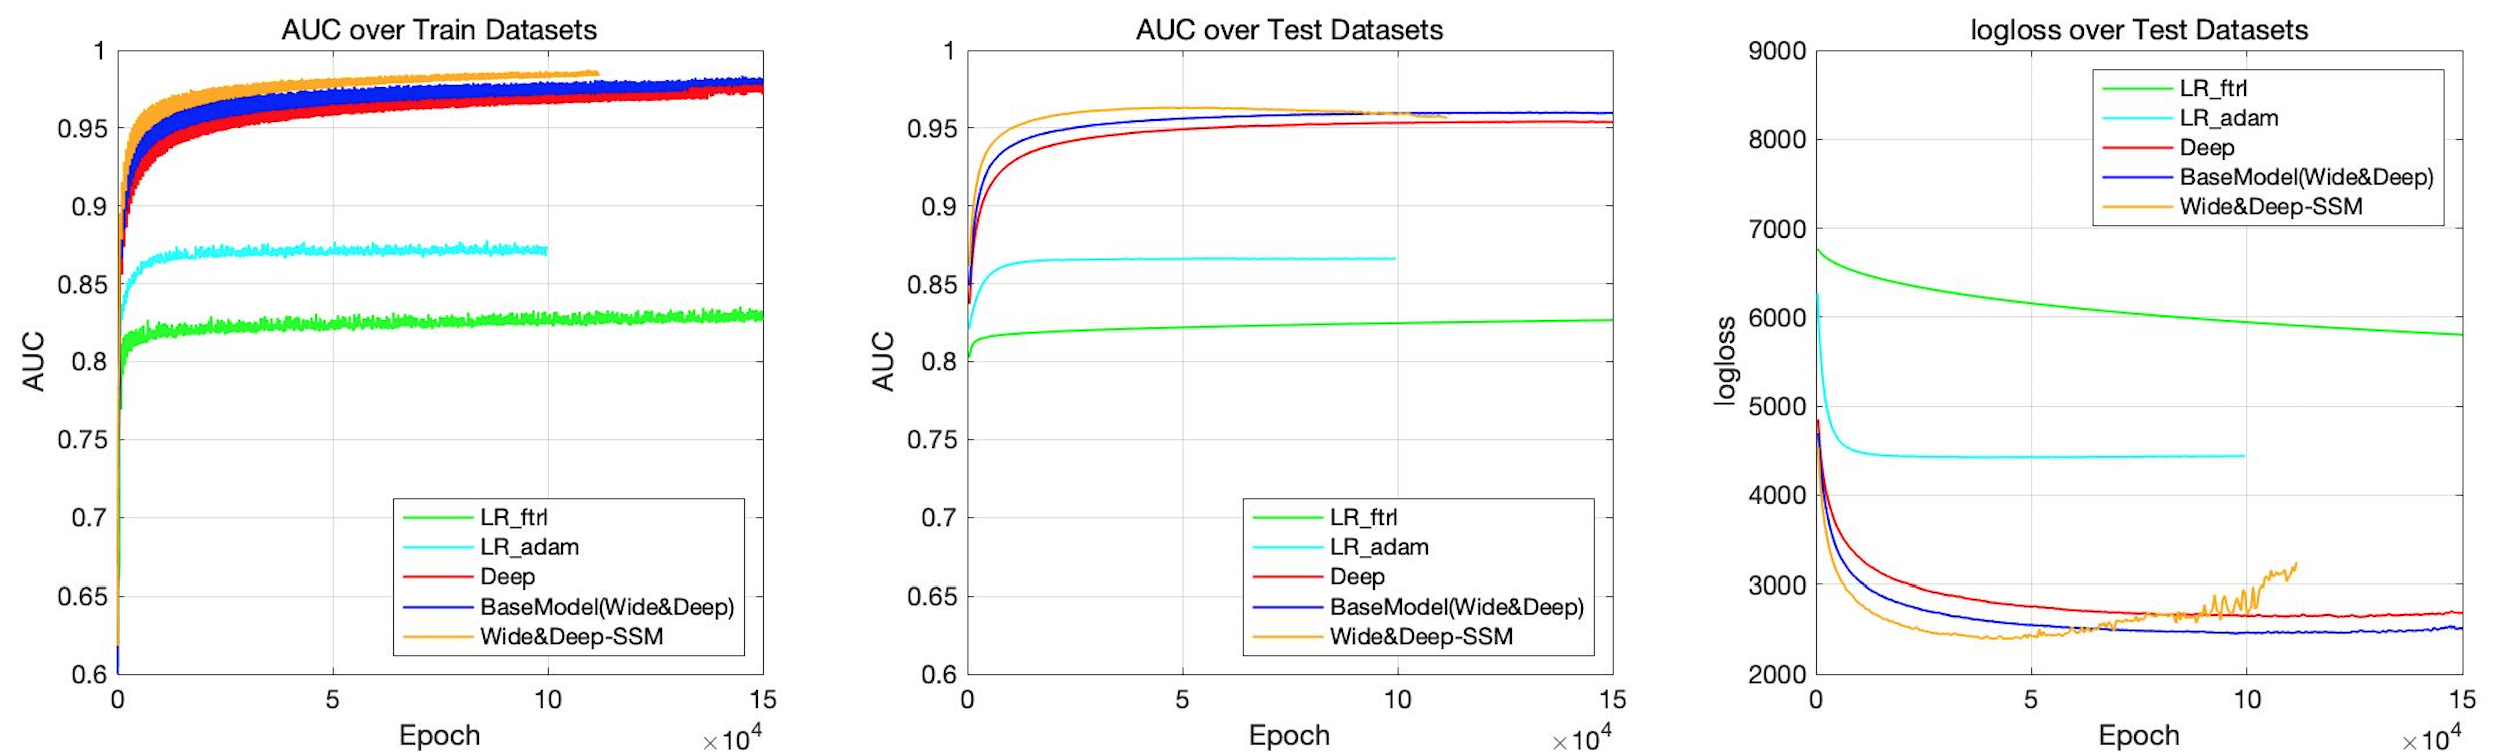 AUC over Train Datasets
1
0.95
0.9
0.85
0.8
0.75
0.7
0.65
0.6
AUC
LR_ftrl
LR_adam
Deep
BaseModel(Wide&Deep)
Wide&Deep-SSM
0 5 10 15
Epoch
×10^4
AUC over Test Datasets
1
0.95
0.9
0.85
0.8
0.75
0.7
0.65
0.6
AUC
LR_ftrl
LR_adam
Deep
BaseModel(Wide&Deep)
Wide&Deep-SSM
0 5 10 15
Epoch
×10^4
logloss over Test Datasets
9000
8000
7000
6000
5000
4000
3000
2000
logloss
LR_ftrl
LR_adam
Deep
BaseModel(Wide&Deep)
Wide&Deep-SSM
0 5 10 15
Epoch
×10^4